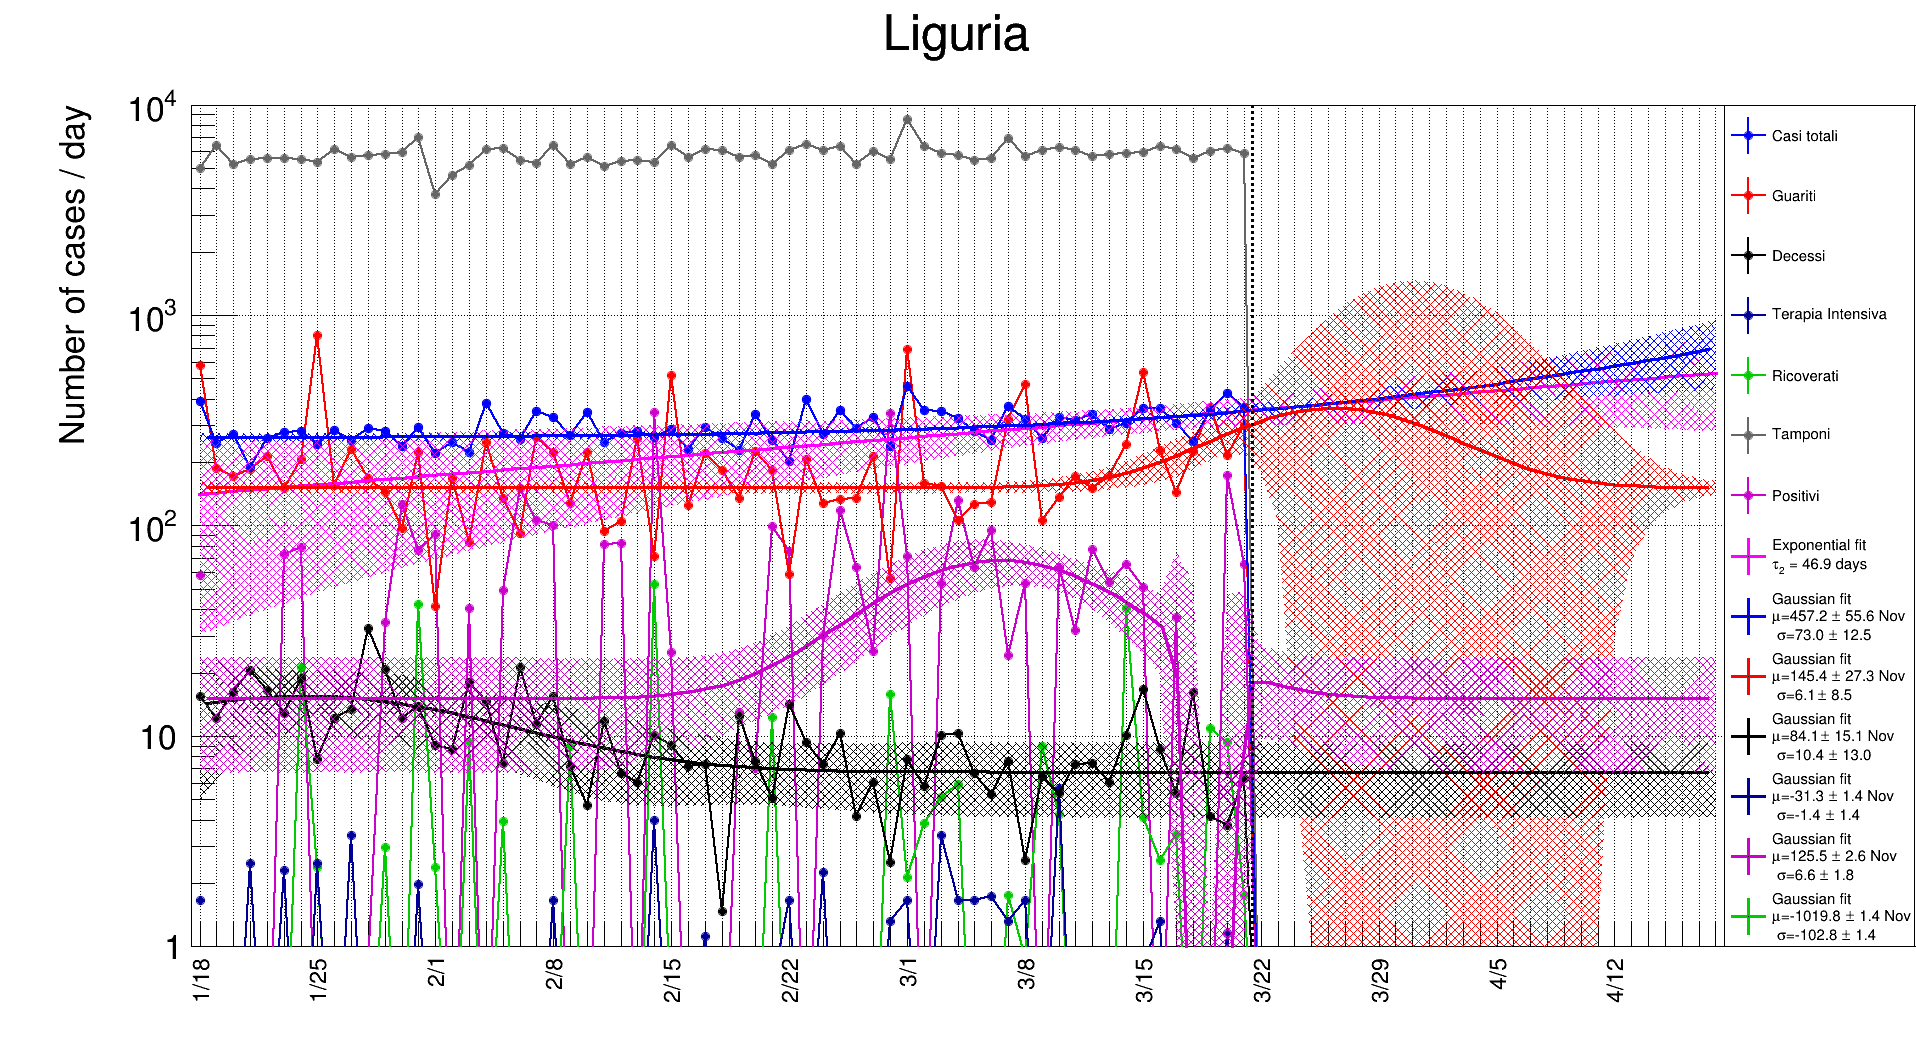 Liguria
Number of cases / day
10⁴
10³
10²
10
1
1/18
1/25
2/1
2/8
2/15
2/22
3/1
3/8
3/15
3/22
3/29
4/5
4/12
Casi totali
Guariti
Decessi
Terapia Intensiva
Ricoverati
Tamponi
Positivi
Exponential fit
τ₂ = 46.9 days
Gaussian fit
μ=457.2 ± 55.6 Nov
σ=73.0 ± 12.5
Gaussian fit
μ=145.4 ± 27.3 Nov
σ=6.1 ± 8.5
Gaussian fit
μ=84.1 ± 15.1 Nov
σ=10.4 ± 13.0
Gaussian fit
μ=-31.3 ± 1.4 Nov
σ=-1.4 ± 1.4
Gaussian fit
μ=125.5 ± 2.6 Nov
σ=6.6 ± 1.8
Gaussian fit
μ=-1019.8 ± 1.4 Nov
σ=-102.8 ± 1.4